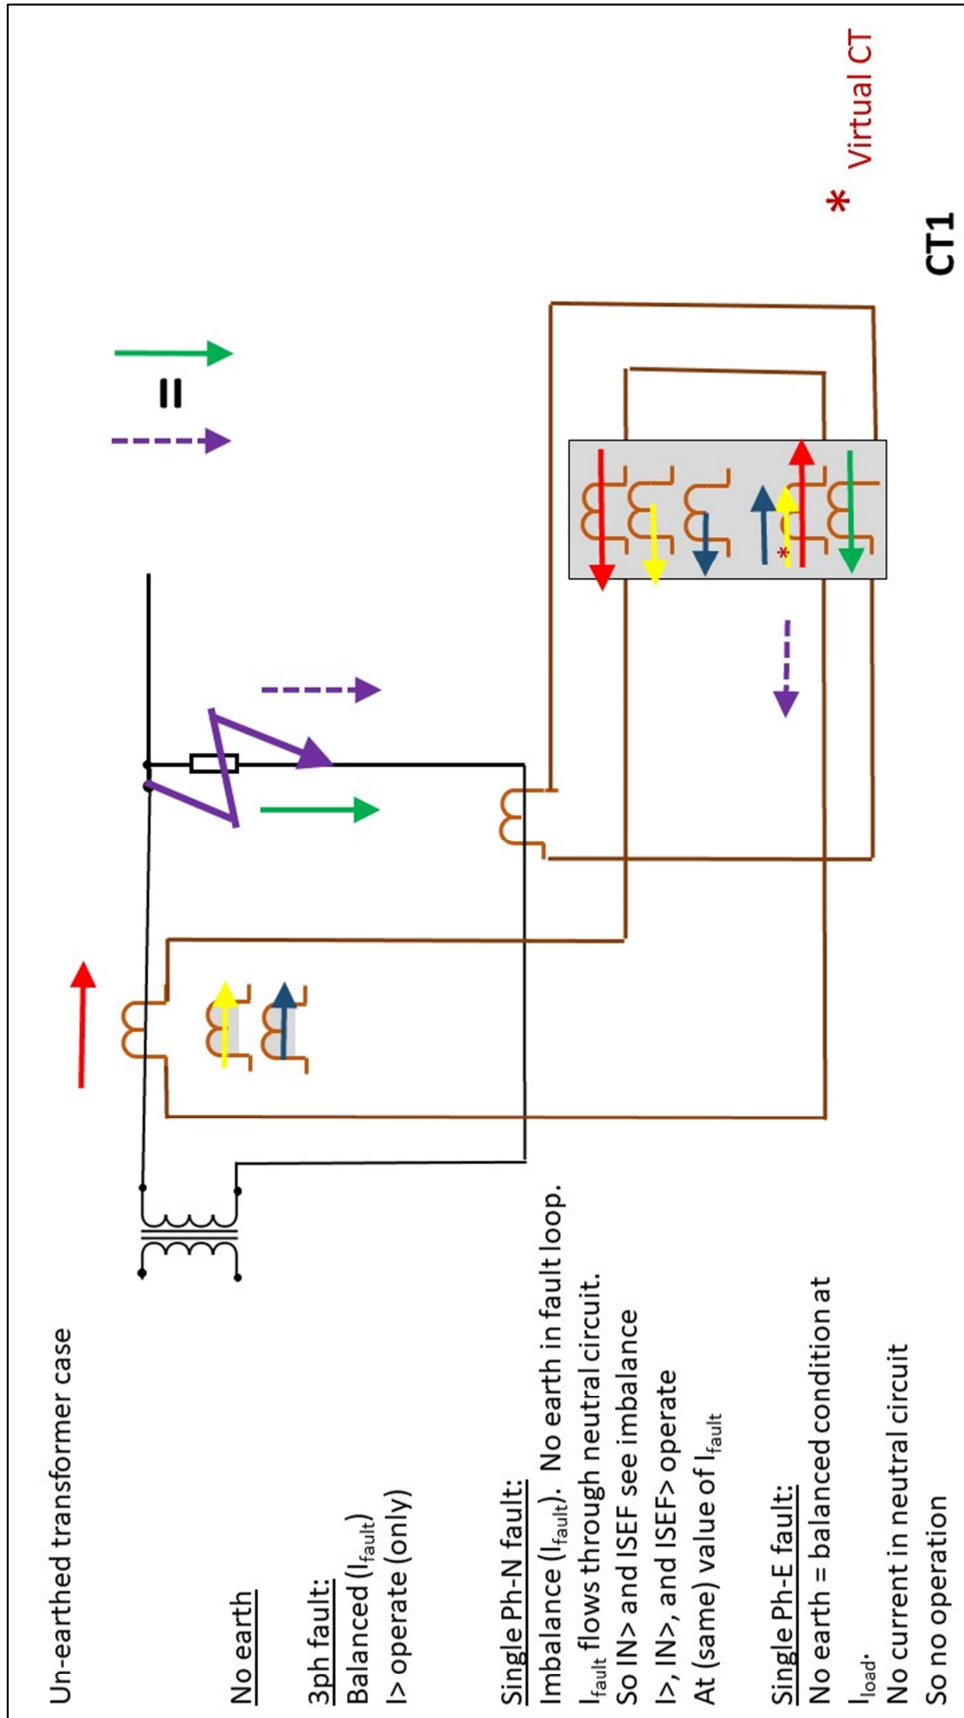 Un-earthed transformer case
No earth
3ph fault:
Balanced (Ifault)
I> operate (only)
Single Ph-N fault:
Imbalance (Ifault). No earth in fault loop.
Ifault flows through neutral circuit.
So IN> and ISEF see imbalance
I>, IN>, and ISEF> operate
At (same) value of Ifault
Single Ph-E fault:
No earth = balanced condition at
Iload.
No current in neutral circuit
So no operation
=
*
* Virtual CT
CT1